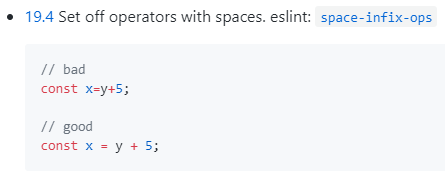 19.4 Set off operators with spaces. eslint: space-infix-ops
// bad
const x=y+5;
// good
const x = y + 5;